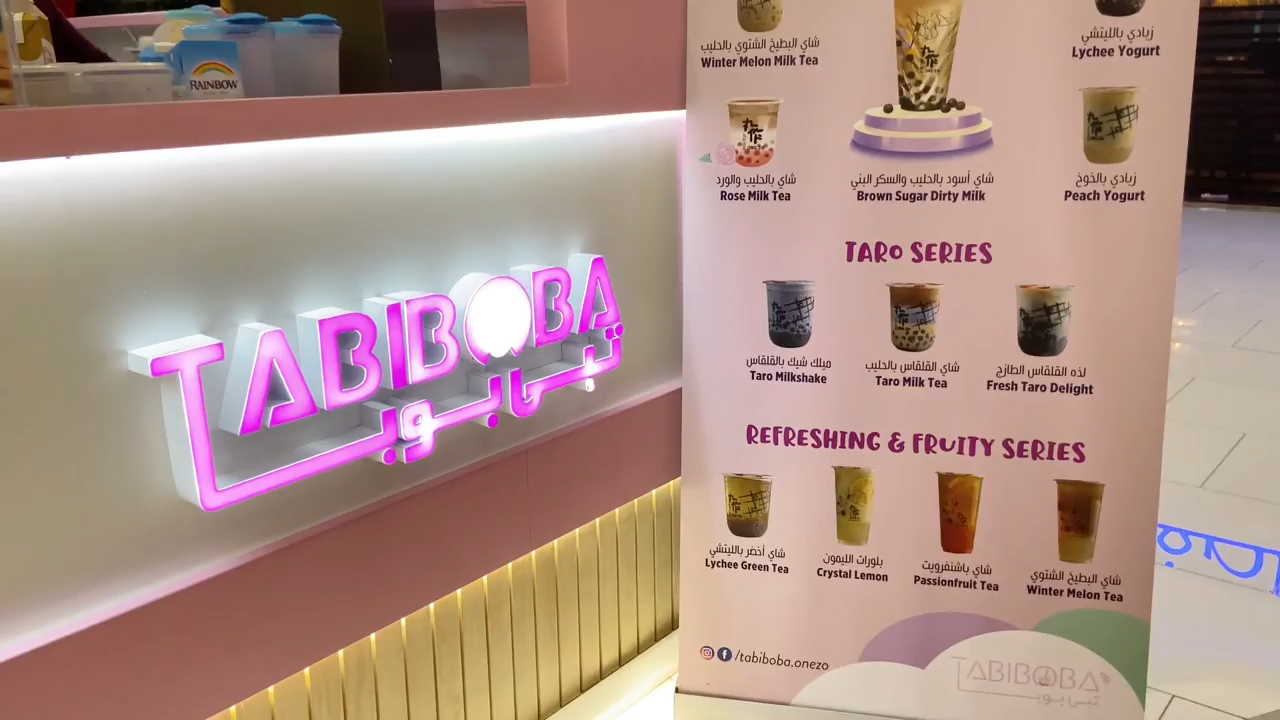 RAINBOW
TABIBOBA
تبي بوبا
شاي البطيخ الشتوي بالحليب
Winter Melon Milk Tea
زبادي بالليتشي
Lychee Yogurt
شاي بالحليب والورد
Rose Milk Tea
شاي أسود بالحليب والسكر البني
Brown Sugar Dirty Milk
زبادي بالخوخ
Peach Yogurt
TARO SERIES
ميلك شيك بالقلقاس
Taro Milkshake
شاي القلقاس بالحليب
Taro Milk Tea
لذه القلقاس الطازج
Fresh Taro Delight
REFRESHING & FRUITY SERIES
شاي أخضر بالليتشي
Lychee Green Tea
بلورات الليمون
Crystal Lemon
شاي باشنفرويت
Passionfruit Tea
شاي البطيخ الشتوي
Winter Melon Tea
/tabiboba.onezo
TABIBOBA
تبي بوبا